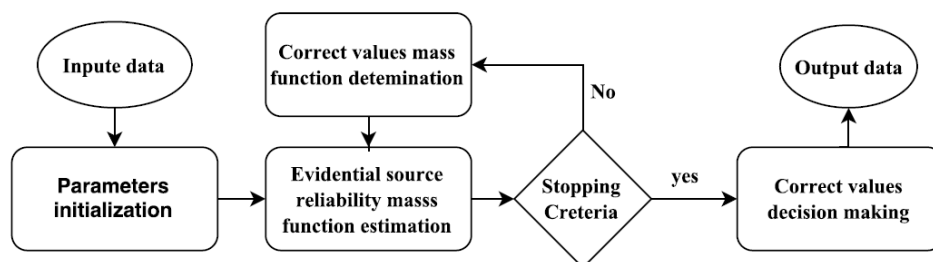 Inpute data
Parameters
initialization
Correct values mass
function detemination
Evidential source
reliability masss
function estimation
Stopping
Creteria
No
yes
Correct values
decision making
Output data